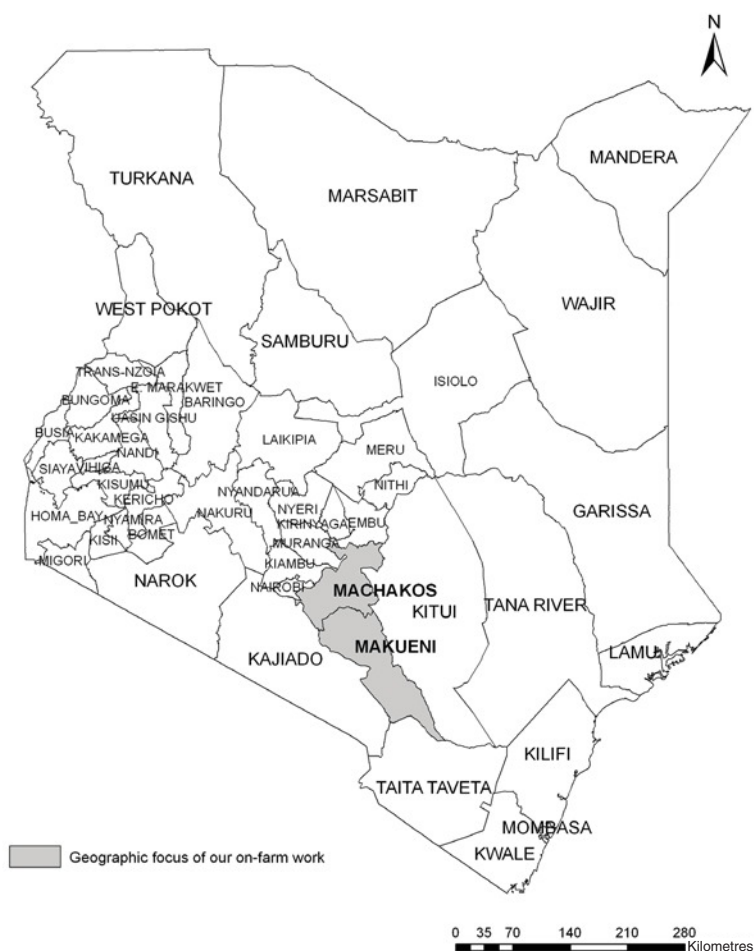 N
MANDERA
TURKANA
MARSABIT
WAJIR
WEST POKOT
SAMBURU
TRANS-NZOIA
ISIOLO
E. MARAKWET
BUNGOMA
BARINGO
UASIN GISHU
BUSIA
KAKAMEGA
LAIKIPIA
MERU
NANDI
SIAYA
VIHIGA
KISUMU
NITHI
NYANDARUA
KERICHO
NYERI
GARISSA
HOMA_BAY
NYAMIRA
NAKURU
KIRINYAGA
EMBU
BOMET
KISII
MURANGA
MIGORI
KIAMBU
NAROK
NAIROBI
MACHAKOS
TANA RIVER
KITUI
MAKUENI
LAMU
KAJIADO
KILIFI
TAITA TAVETA
MOMBASA
KWALE
Geographic focus of our on-farm work
0 35 70 140 210 280
Kilometres